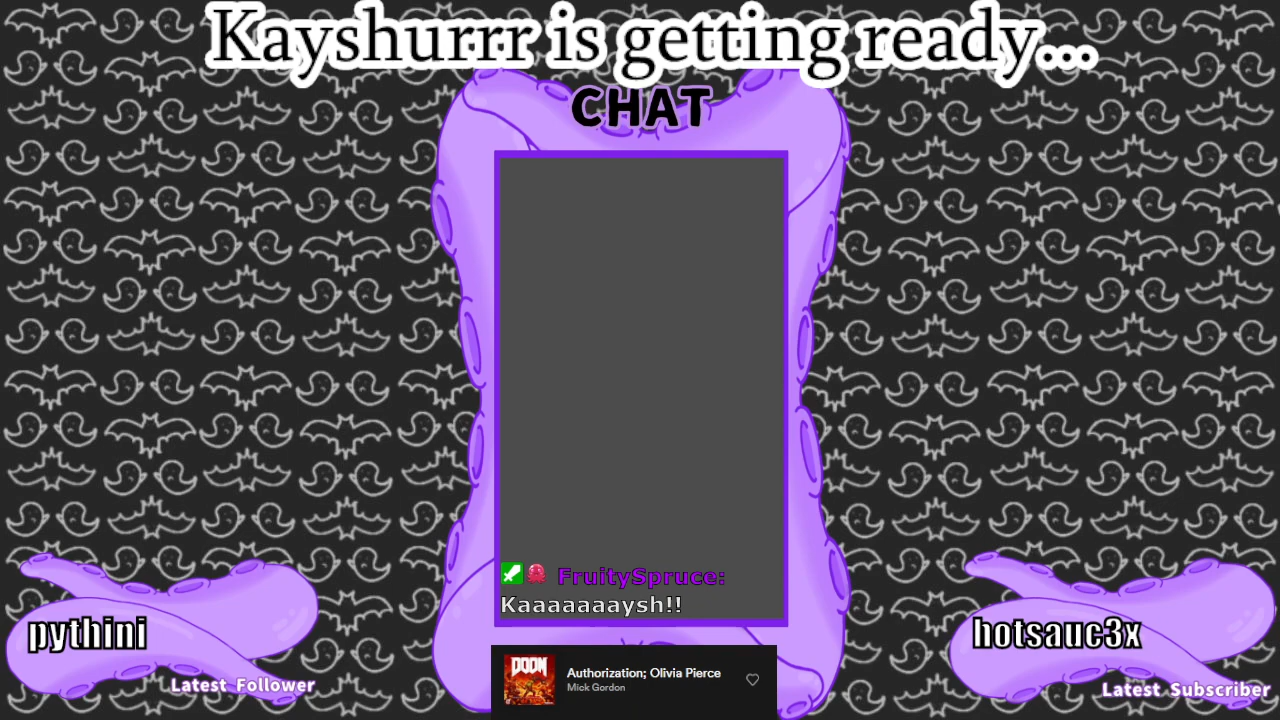 Kayshurrr is getting ready...
CHAT
FruitySpruce:
Kaaaaaaaysh!!
pythini
Latest Follower
hotsauc3x
Latest Subscriber
DOOM
Authorization; Olivia Pierce
Mick Gordon